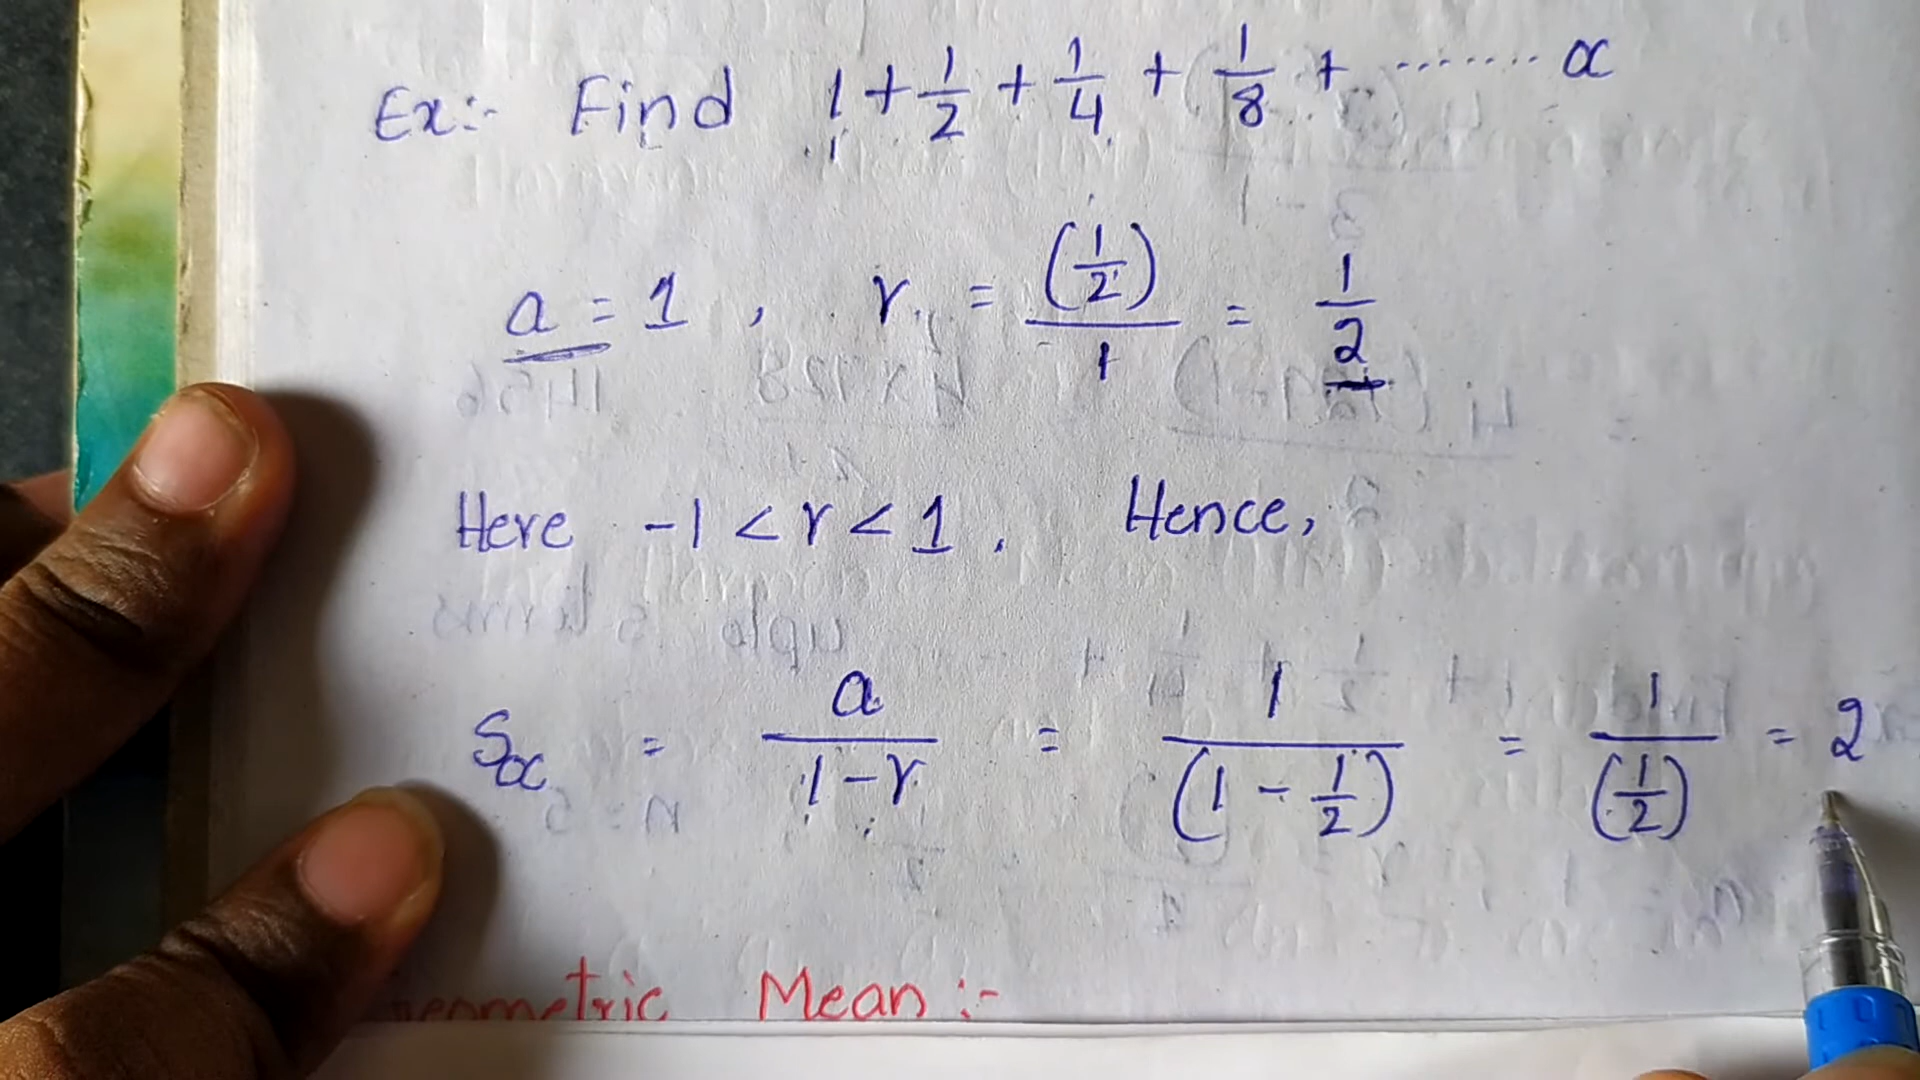 Ex:- Find 1 + 1/2 + 1/4 + 1/8 + ........ ∝
a = 1 , r = (1/2)/1 = 1/2
Here -1 < r < 1 . Hence,
S∝ = a/(1-r) = 1/(1 - 1/2) = 1/(1/2) = 2
Geometric Mean :-